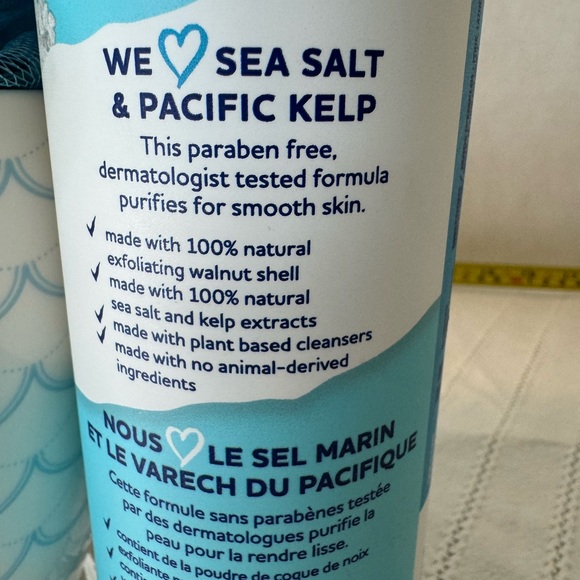 WE SEA SALT
& PACIFIC KELP
This paraben free,
dermatologist tested formula
purifies for smooth skin.
made with 100% natural
exfoliating walnut shell
made with 100% natural
sea salt and kelp extracts
made with plant based cleansers
made with no animal-derived
ingredients
NOUS LE SEL MARIN
ET LE VARECH DU PACIFIQUE
Cette formule sans parabènes testée
par des dermatologues purifie la
peau pour la rendre lisse.
contient de la poudre de coque de noix
exfoliante